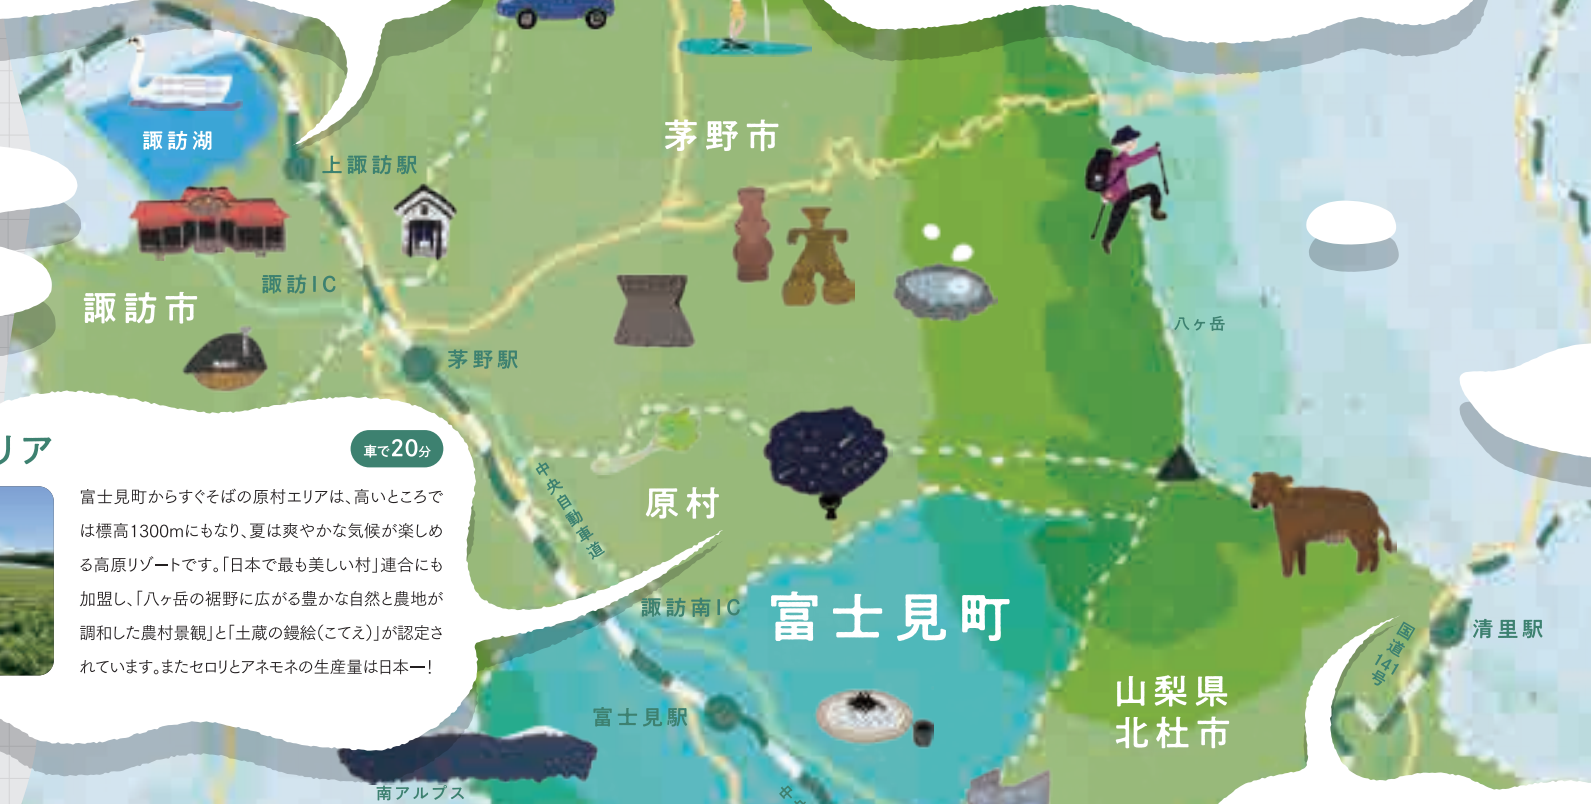 諏訪湖
上諏訪駅
茅野市
諏訪IC
諏訪市
茅野駅
八ヶ岳
リア
車で20分
富士見町からすぐそばの原村エリアは、高いところで
は標高1300mにもなり、夏は爽やかな気候が楽しめ
る高原リゾートです。「日本で最も美しい村」連合にも
加盟し、「八ヶ岳の裾野に広がる豊かな自然と農地が
調和した農村景観」と「土蔵の鏝絵(こてえ)」が認定さ
れています。またセロリとアネモネの生産量は日本一!
中央自動車道
原村
諏訪南IC
富士見町
清里駅
国道141号
山梨県
北杜市
富士見駅
南アルプス